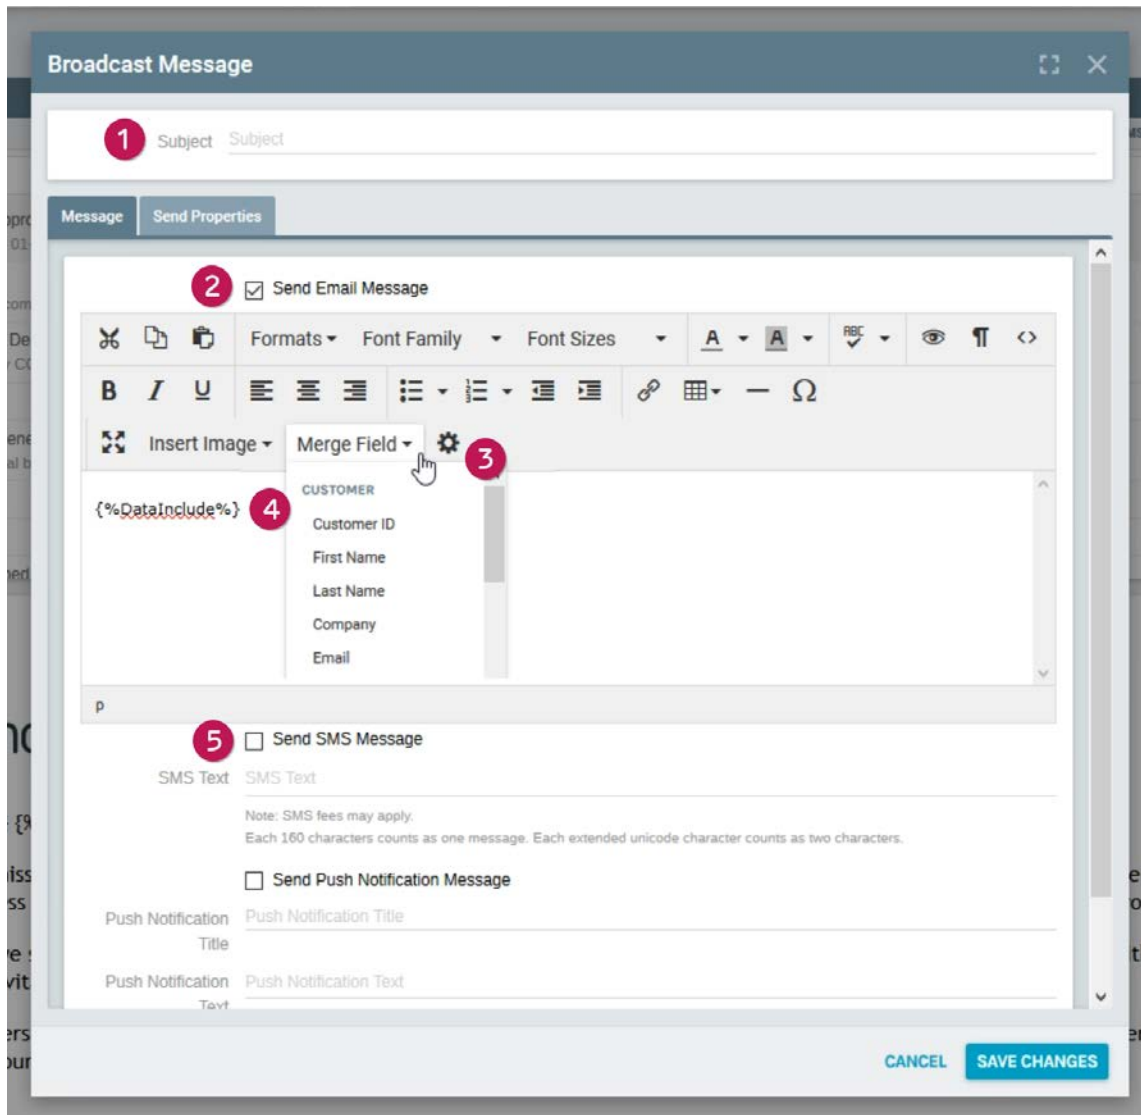 Broadcast Message
1 Subject Subject
Message Send Properties
2 Send Email Message
Formats Font Family Font Sizes A A ABC ¶ <>
B I U Ω
Insert Image Merge Field 3
CUSTOMER
{%DataInclude%} 4
Customer ID
First Name
Last Name
Company
Email
p
5 Send SMS Message
SMS Text SMS Text
Note: SMS fees may apply.
Each 160 characters counts as one message. Each extended unicode character counts as two characters.
Send Push Notification Message
Push Notification Push Notification Title
Title
Push Notification Push Notification Text
Text
CANCEL SAVE CHANGES